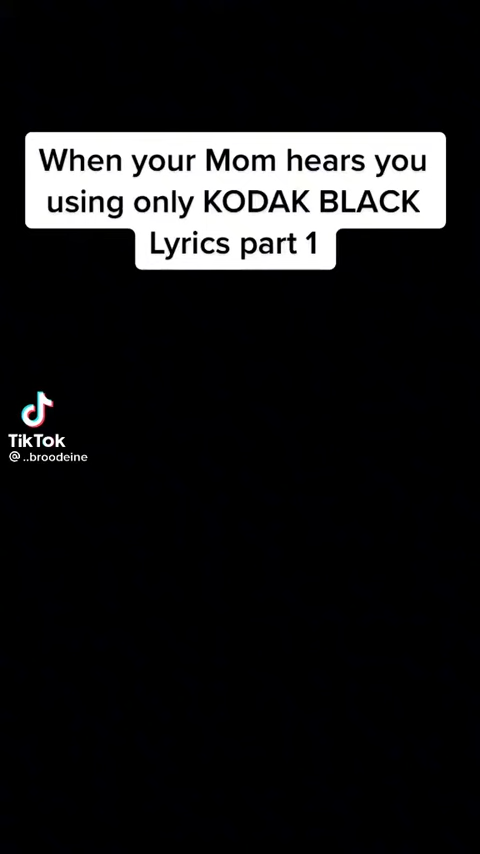 When your Mom hears you
using only KODAK BLACK
Lyrics part 1
TikTok
@ ..broodeine